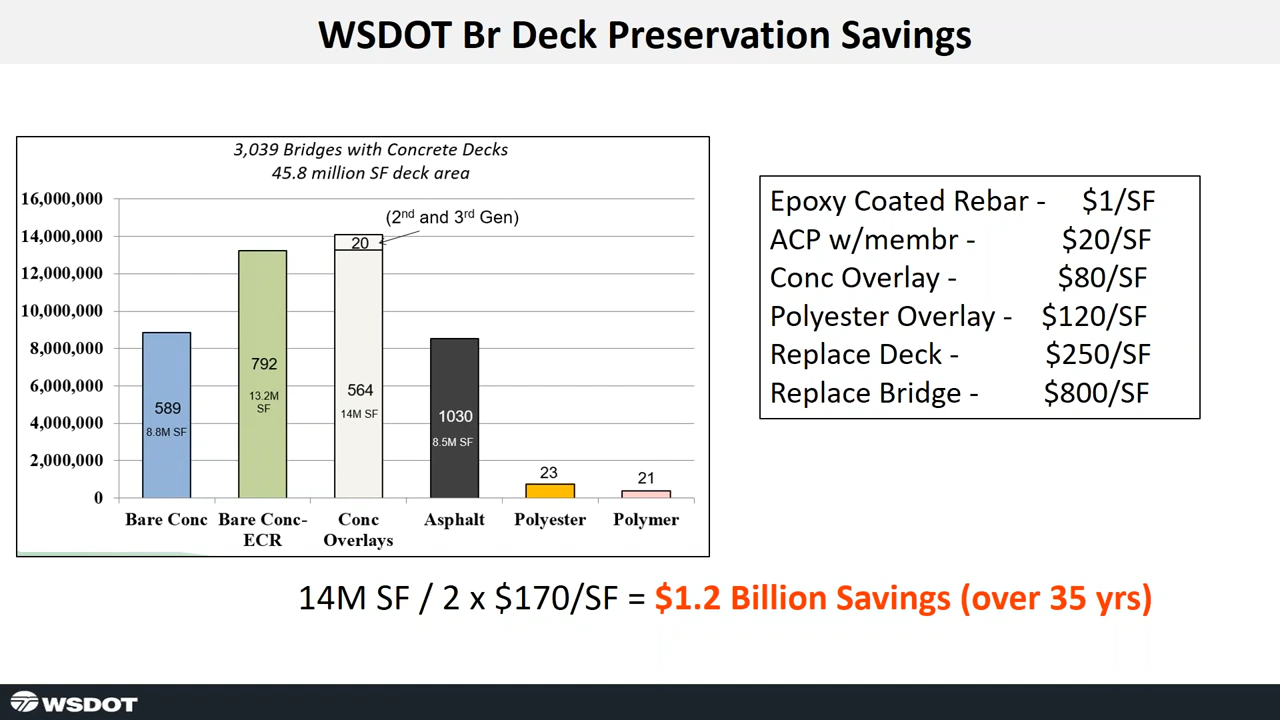 WSDOT Br Deck Preservation Savings
3,039 Bridges with Concrete Decks
45.8 million SF deck area
16,000,000
14,000,000
12,000,000
10,000,000
8,000,000
6,000,000
4,000,000
2,000,000
0
(2nd and 3rd Gen)
589
8.8M SF
792
13.2M
SF
20
564
14M SF
1030
8.5M SF
23
21
Bare Conc
Bare Conc-
ECR
Conc
Overlays
Asphalt
Polyester
Polymer
Epoxy Coated Rebar - $1/SF
ACP w/membr - $20/SF
Conc Overlay - $80/SF
Polyester Overlay - $120/SF
Replace Deck - $250/SF
Replace Bridge - $800/SF
14M SF / 2 x $170/SF = $1.2 Billion Savings (over 35 yrs)
WSDOT